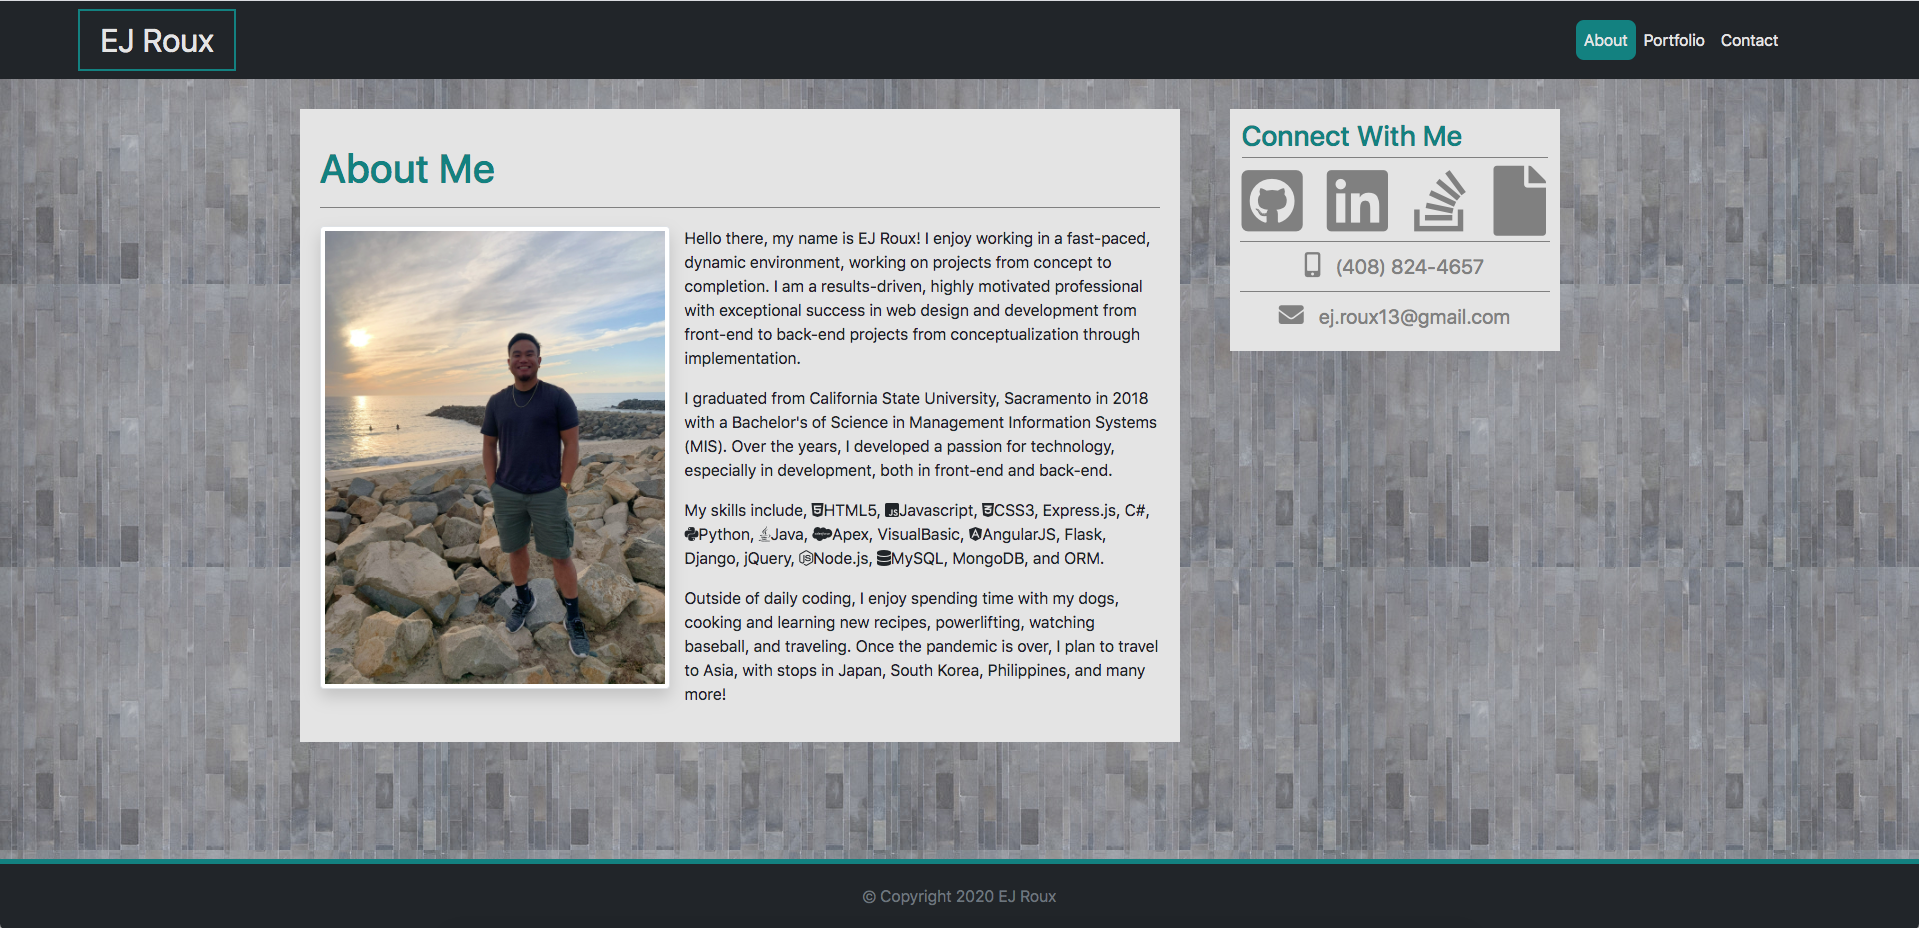 EJ Roux
About
Portfolio
Contact
About Me
Hello there, my name is EJ Roux! I enjoy working in a fast-paced,
dynamic environment, working on projects from concept to
completion. I am a results-driven, highly motivated professional
with exceptional success in web design and development from
front-end to back-end projects from conceptualization through
implementation.
I graduated from California State University, Sacramento in 2018
with a Bachelor's of Science in Management Information Systems
(MIS). Over the years, I developed a passion for technology,
especially in development, both in front-end and back-end.
My skills include, HTML5, Javascript, CSS3, Express.js, C#,
Python, Java, Apex, VisualBasic, AngularJS, Flask,
Django, jQuery, Node.js, MySQL, MongoDB, and ORM.
Outside of daily coding, I enjoy spending time with my dogs,
cooking and learning new recipes, powerlifting, watching
baseball, and traveling. Once the pandemic is over, I plan to travel
to Asia, with stops in Japan, South Korea, Philippines, and many
more!
Connect With Me
in
(408) 824-4657
ej.roux13@gmail.com
© Copyright 2020 EJ Roux